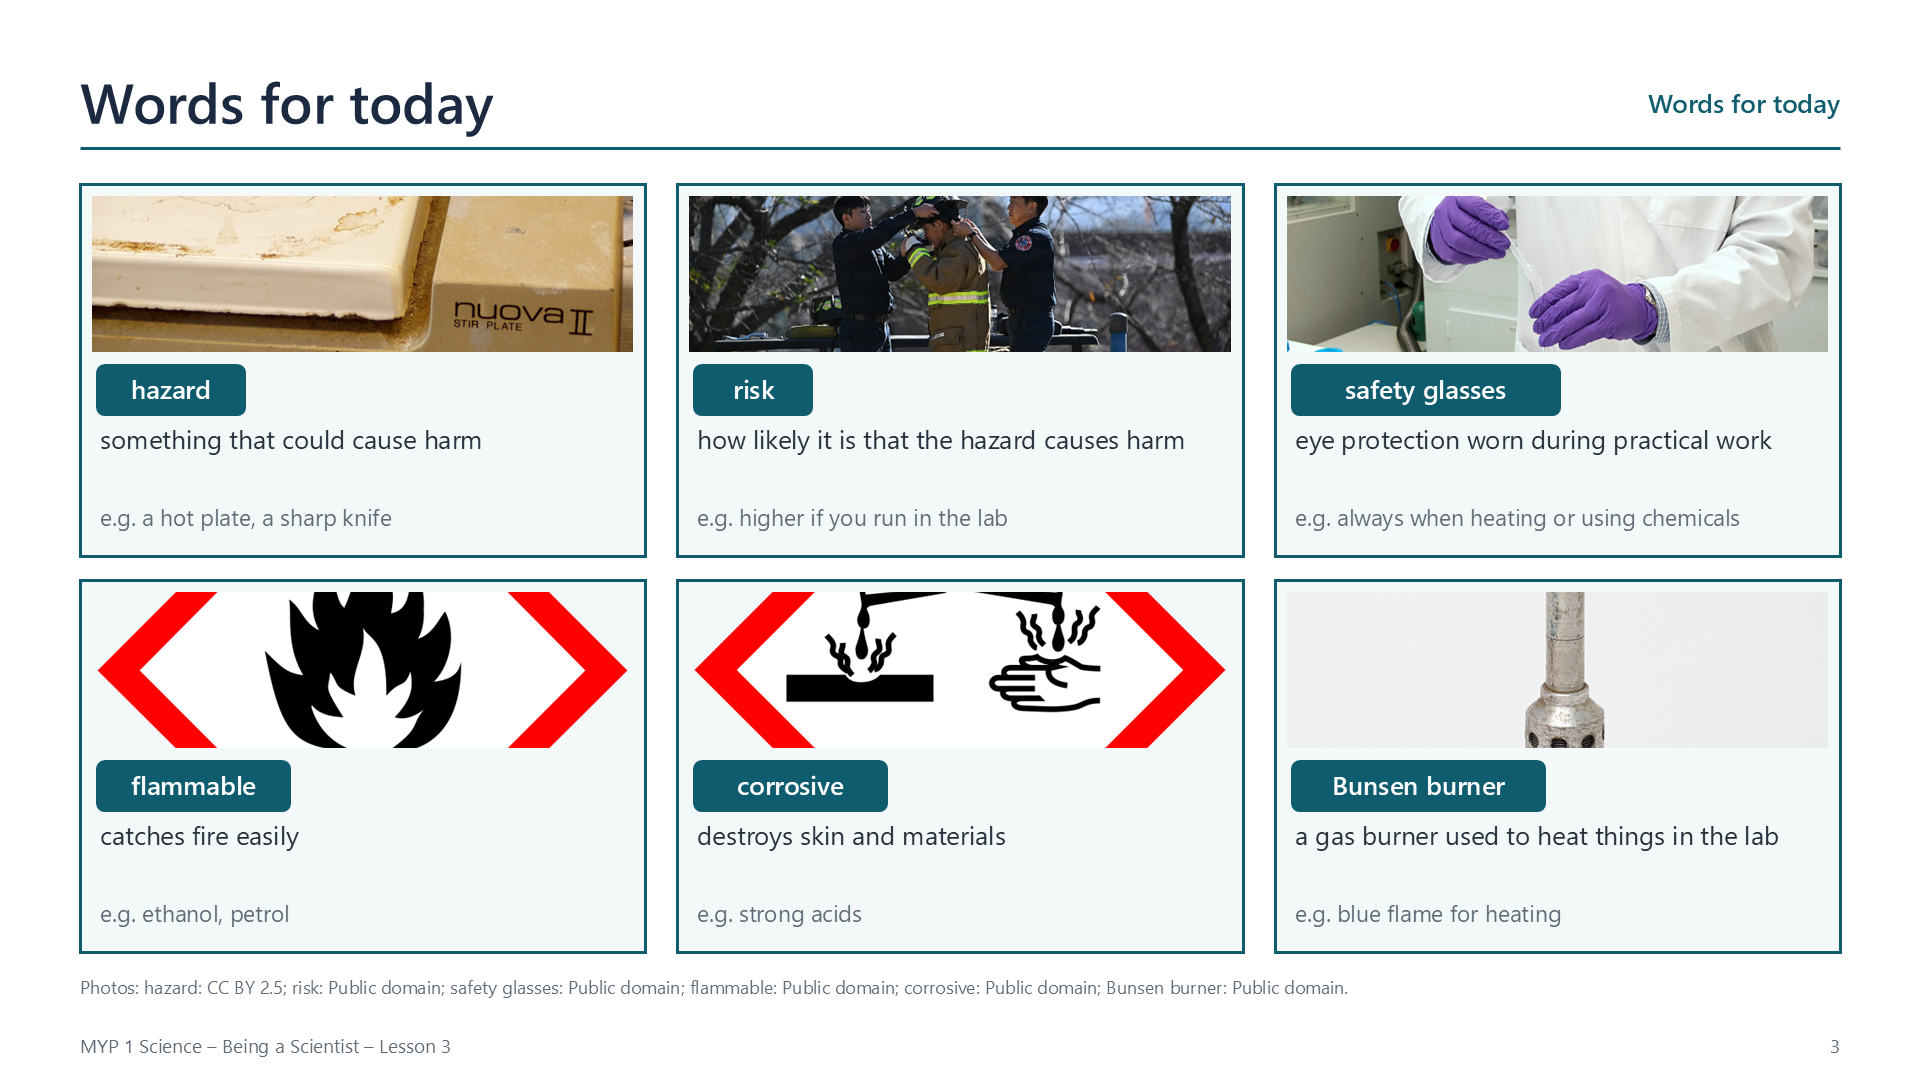 Words for today
Words for today
nuova II
STIR PLATE
hazard
something that could cause harm
e.g. a hot plate, a sharp knife
risk
how likely it is that the hazard causes harm
e.g. higher if you run in the lab
safety glasses
eye protection worn during practical work
e.g. always when heating or using chemicals
flammable
catches fire easily
e.g. ethanol, petrol
corrosive
destroys skin and materials
e.g. strong acids
Bunsen burner
a gas burner used to heat things in the lab
e.g. blue flame for heating
Photos: hazard: CC BY 2.5; risk: Public domain; safety glasses: Public domain; flammable: Public domain; corrosive: Public domain; Bunsen burner: Public domain.
MYP 1 Science – Being a Scientist – Lesson 3
3